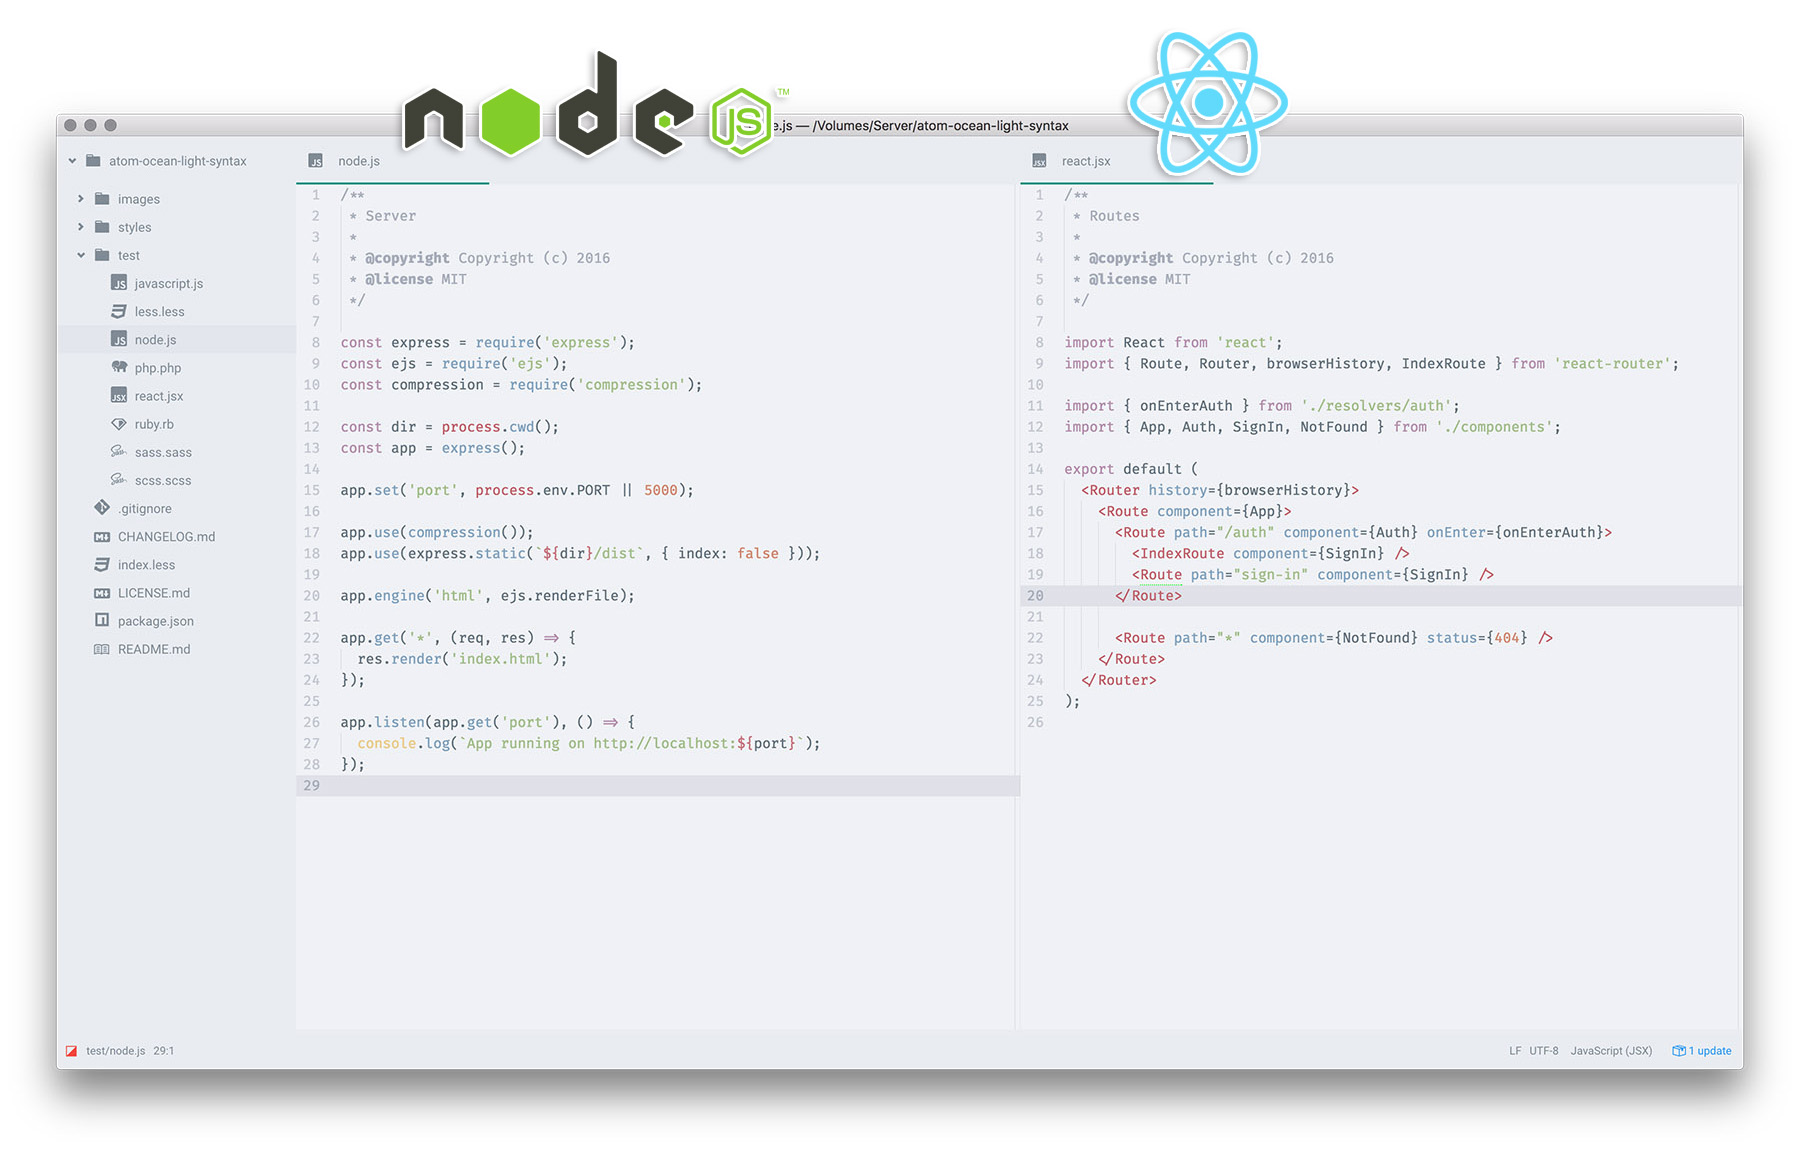 node JS ™
e.js — /Volumes/Server/atom-ocean-light-syntax
atom-ocean-light-syntax
images
styles
test
JS javascript.js
less.less
JS node.js
php.php
JSX react.jsx
ruby.rb
sass.sass
scss.scss
.gitignore
CHANGELOG.md
index.less
LICENSE.md
package.json
README.md
JS node.js
1 /**
2  * Server
3  *
4  * @copyright Copyright (c) 2016
5  * @license MIT
6  */
7
8 const express = require('express');
9 const ejs = require('ejs');
10 const compression = require('compression');
11
12 const dir = process.cwd();
13 const app = express();
14
15 app.set('port', process.env.PORT || 5000);
16
17 app.use(compression());
18 app.use(express.static(`${dir}/dist`, { index: false }));
19
20 app.engine('html', ejs.renderFile);
21
22 app.get('*', (req, res) => {
23   res.render('index.html');
24 });
25
26 app.listen(app.get('port'), () => {
27   console.log(`App running on http://localhost:${port}`);
28 });
29
JSX react.jsx
1 /**
2  * Routes
3  *
4  * @copyright Copyright (c) 2016
5  * @license MIT
6  */
7
8 import React from 'react';
9 import { Route, Router, browserHistory, IndexRoute } from 'react-router';
10
11 import { onEnterAuth } from './resolvers/auth';
12 import { App, Auth, SignIn, NotFound } from './components';
13
14 export default (
15   <Router history={browserHistory}>
16     <Route component={App}>
17       <Route path="/auth" component={Auth} onEnter={onEnterAuth}>
18         <IndexRoute component={SignIn} />
19         <Route path="sign-in" component={SignIn} />
20       </Route>
21
22       <Route path="*" component={NotFound} status={404} />
23     </Route>
24   </Router>
25 );
26
test/node.js 29:1
LF UTF-8 JavaScript (JSX) 1 update